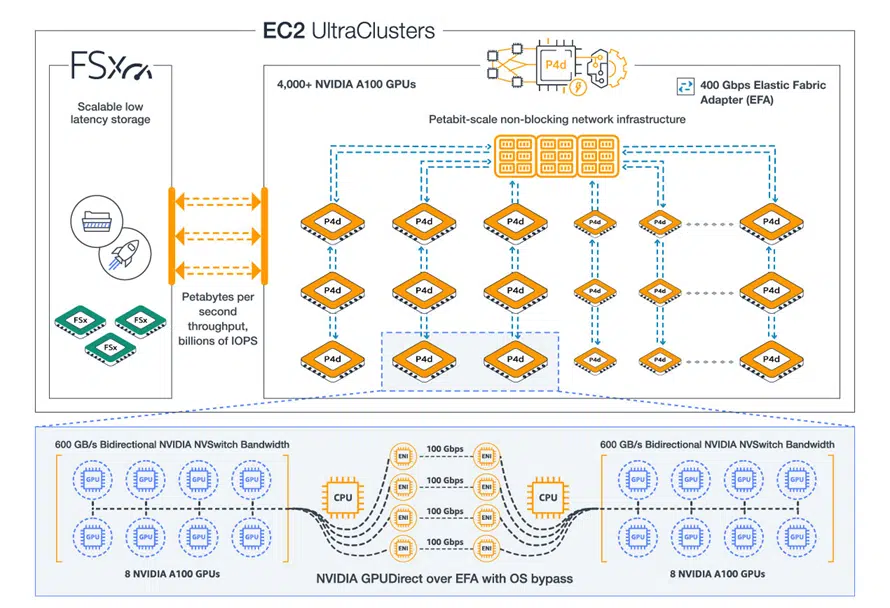 EC2 UltraClusters
FSx
Scalable low
latency storage
4,000+ NVIDIA A100 GPUs
P4d
400 Gbps Elastic Fabric
Adapter (EFA)
Petabit-scale non-blocking network infrastructure
P4d P4d P4d P4d P4d P4d
P4d P4d P4d P4d P4d P4d
P4d P4d P4d P4d P4d P4d
Petabytes per
second
throughput,
billions of IOPS
FSx FSx
FSx
600 GB/s Bidirectional NVIDIA NVSwitch Bandwidth
GPU GPU GPU GPU
GPU GPU GPU GPU
8 NVIDIA A100 GPUs
CPU
ENI 100 Gbps ENI
ENI 100 Gbps ENI
ENI 100 Gbps ENI
ENI 100 Gbps ENI
CPU
NVIDIA GPUDirect over EFA with OS bypass
600 GB/s Bidirectional NVIDIA NVSwitch Bandwidth
GPU GPU GPU GPU
GPU GPU GPU GPU
8 NVIDIA A100 GPUs